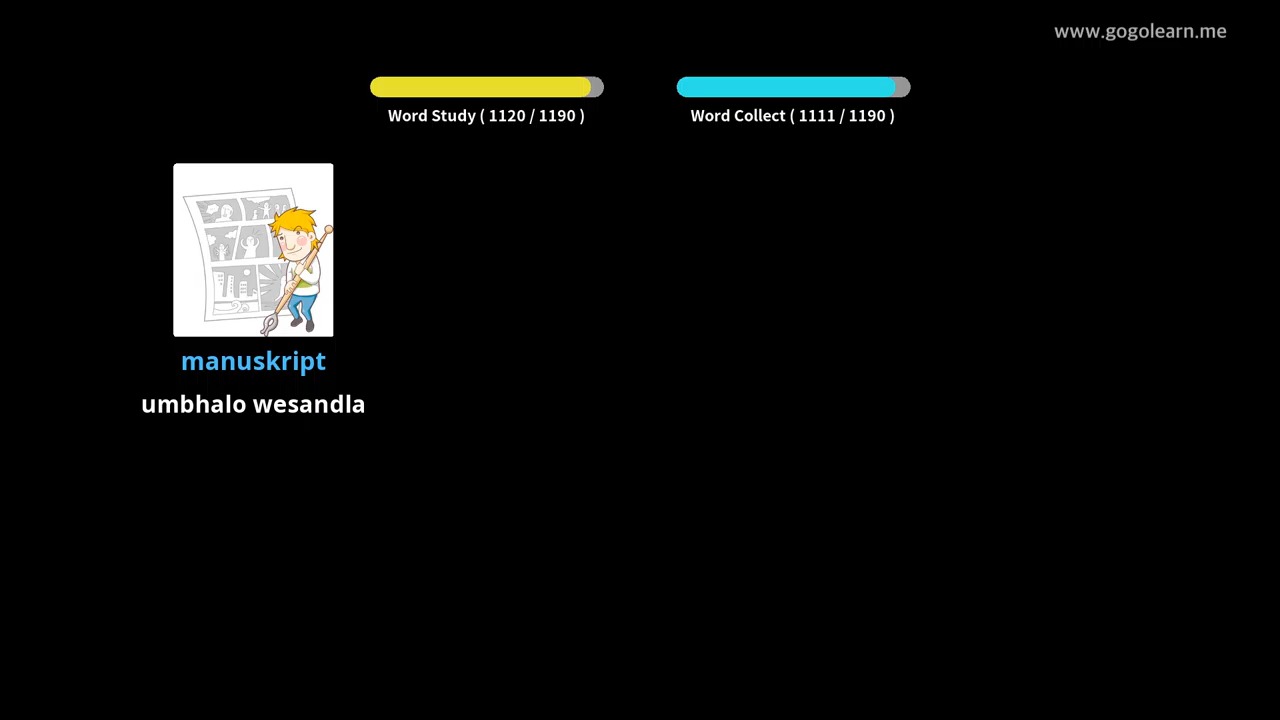 www.gogolearn.me
Word Study ( 1120 / 1190 )
Word Collect ( 1111 / 1190 )
manuskript
umbhalo wesandla